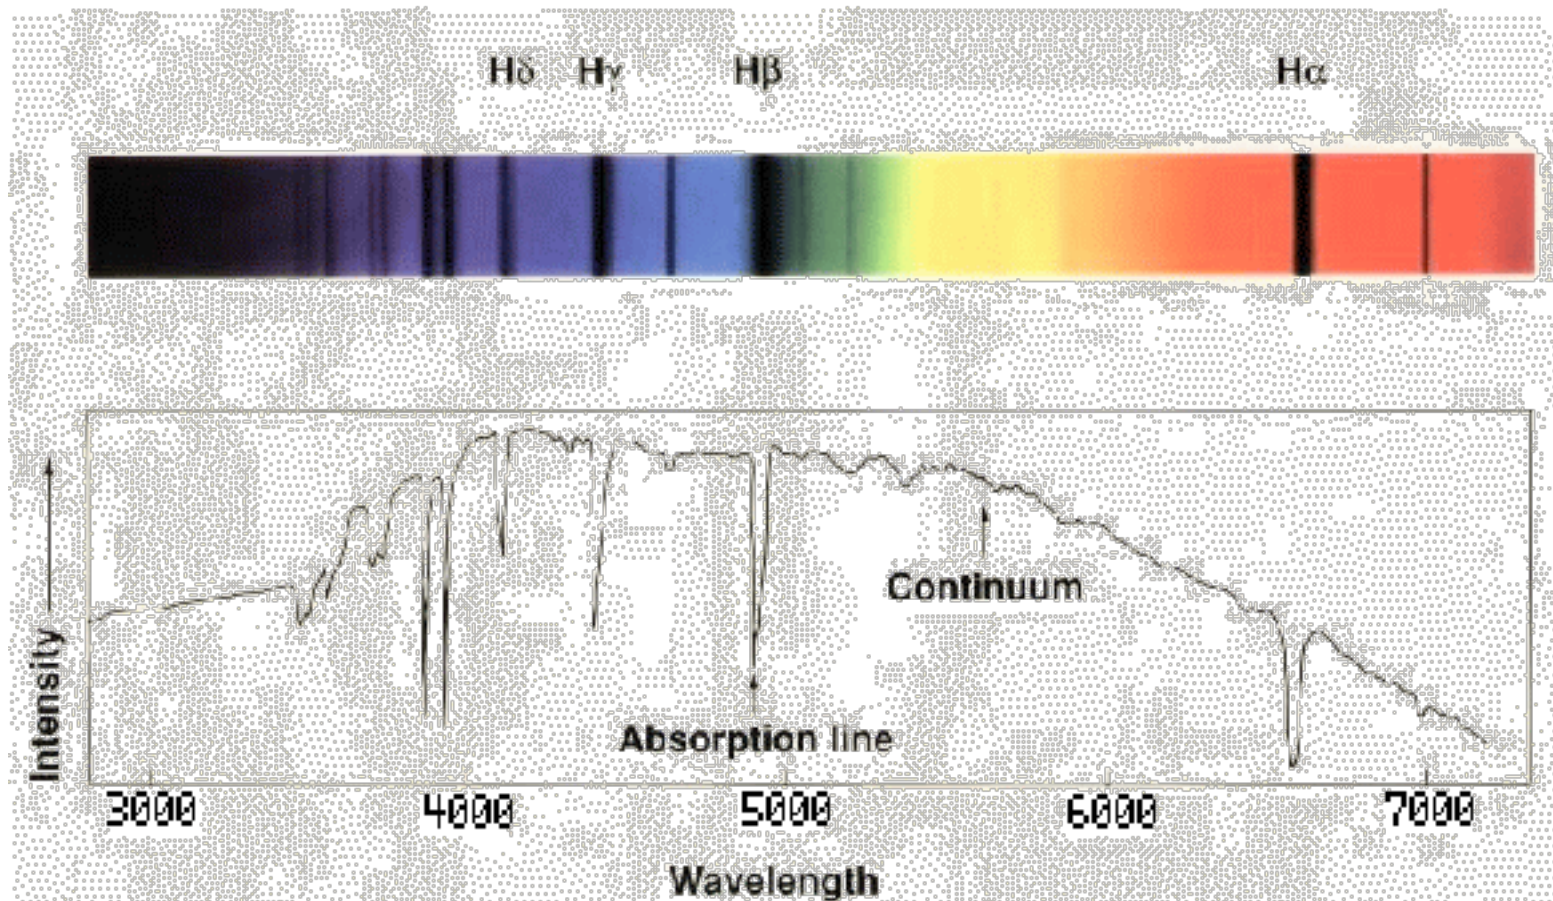 Hδ Hγ Hβ Hα
Continuum
Absorption line
Intensity
3000 4000 5000 6000 7000
Wavelength